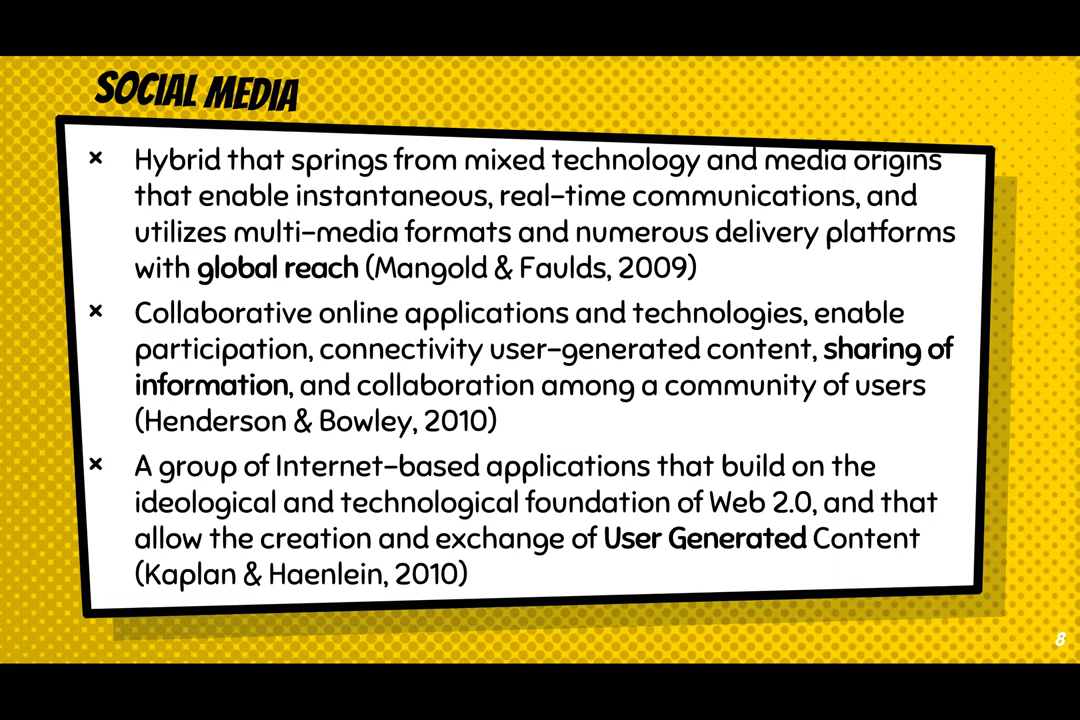 SOCIAL MEDIA
× Hybrid that springs from mixed technology and media origins
that enable instantaneous, real-time communications, and
utilizes multi-media formats and numerous delivery platforms
with global reach (Mangold & Faulds, 2009)
× Collaborative online applications and technologies, enable
participation, connectivity user-generated content, sharing of
information, and collaboration among a community of users
(Henderson & Bowley, 2010)
× A group of Internet-based applications that build on the
ideological and technological foundation of Web 2.0, and that
allow the creation and exchange of User Generated Content
(Kaplan & Haenlein, 2010)
8